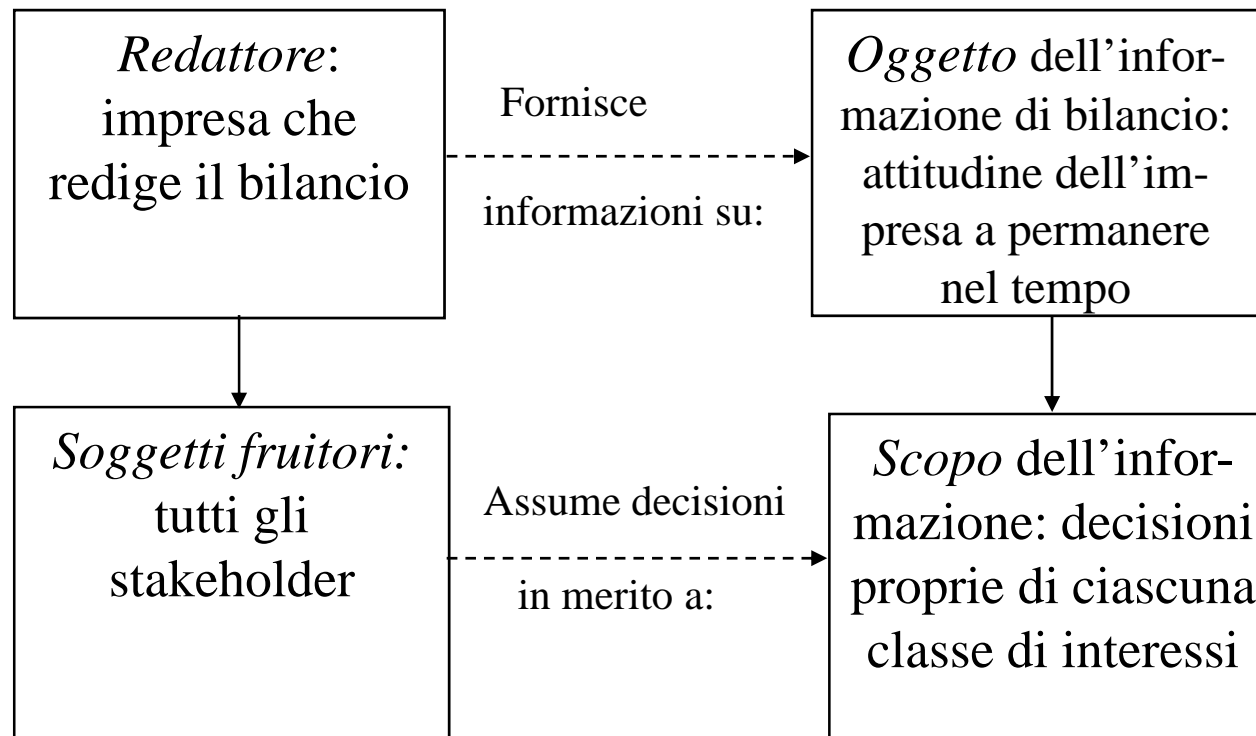 Redattore:
impresa che
redige il bilancio
Fornisce
informazioni su:
Oggetto dell’infor-
mazione di bilancio:
attitudine dell’im-
presa a permanere
nel tempo
Soggetti fruitori:
tutti gli
stakeholder
Assume decisioni
in merito a:
Scopo dell’infor-
mazione: decisioni
proprie di ciascuna
classe di interessi